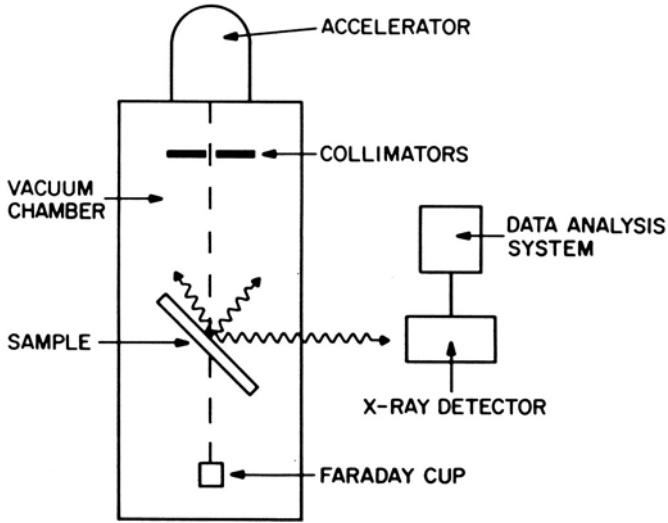 ACCELERATOR
COLLIMATORS
VACUUM
CHAMBER
DATA ANALYSIS
SYSTEM
SAMPLE
X-RAY DETECTOR
FARADAY CUP